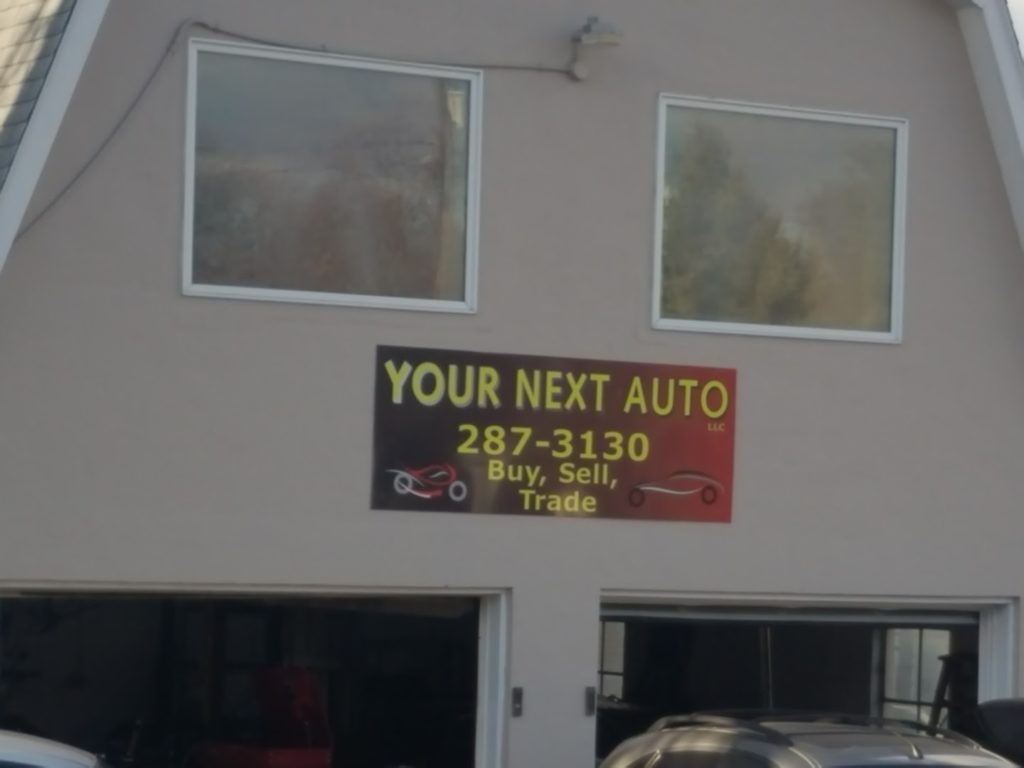 YOUR NEXT AUTO
LLC
287-3130
Buy, Sell,
Trade